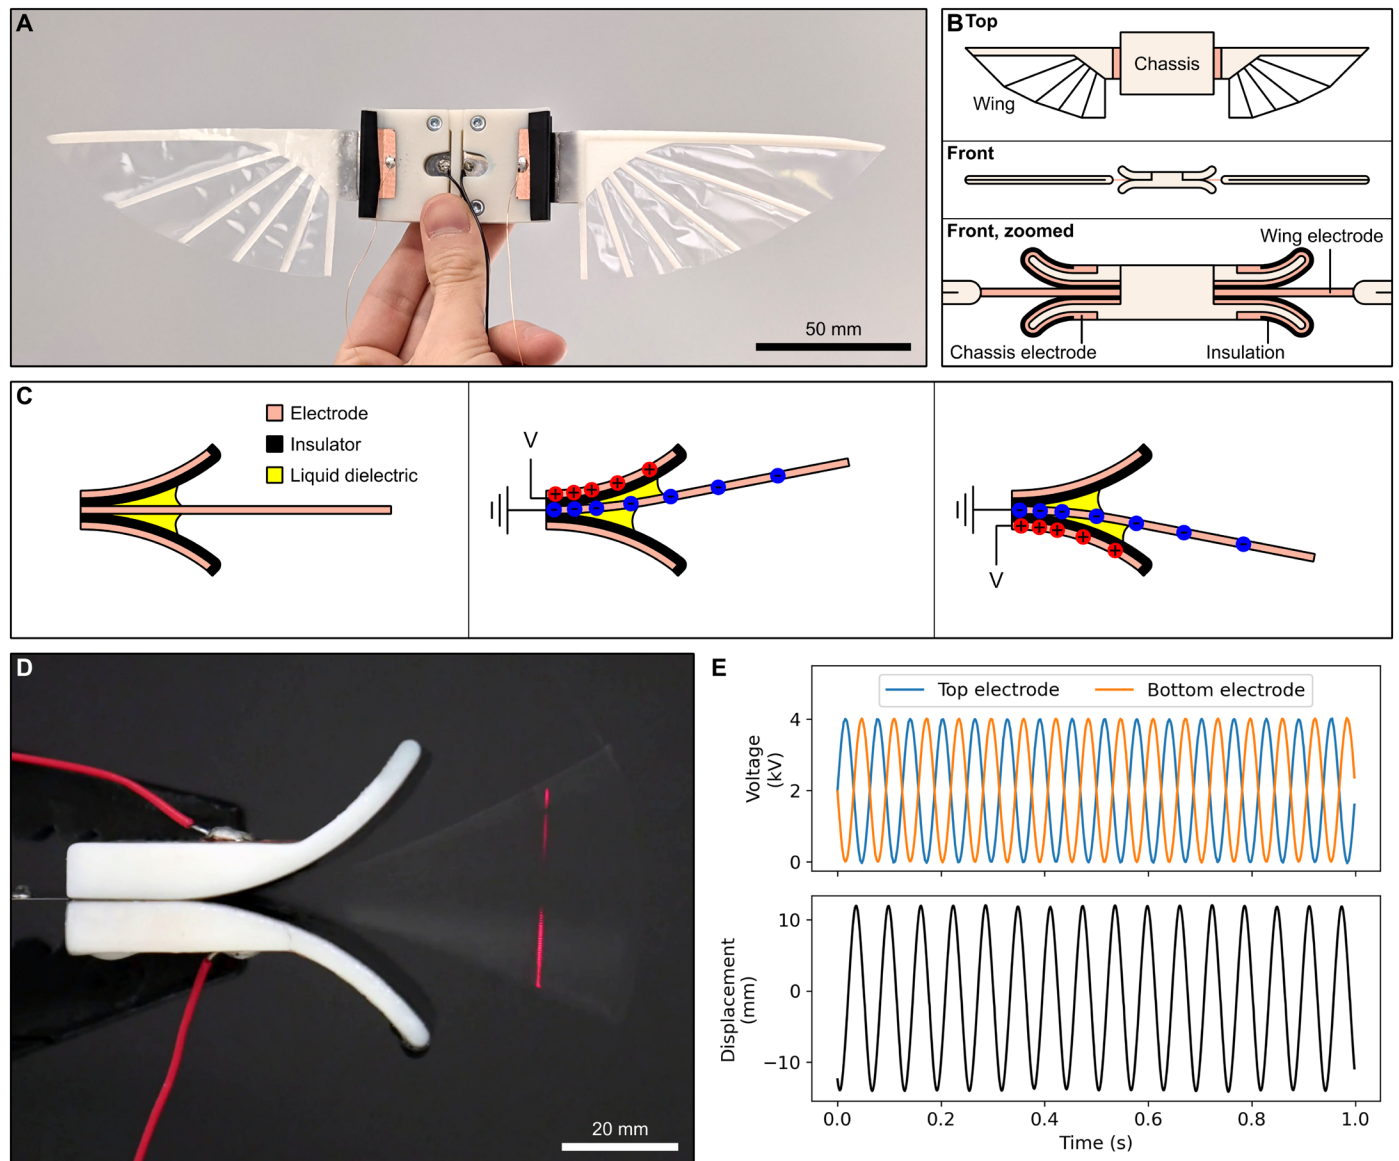 A
50 mm
B Top
Chassis
Wing
Front
Front, zoomed
Wing electrode
Chassis electrode
Insulation
C
Electrode
Insulator
Liquid dielectric
V
V
D
20 mm
E
Top electrode
Bottom electrode
Voltage
(kV)
4
2
0
Displacement
(mm)
10
0
−10
0.0 0.2 0.4 0.6 0.8 1.0
Time (s)